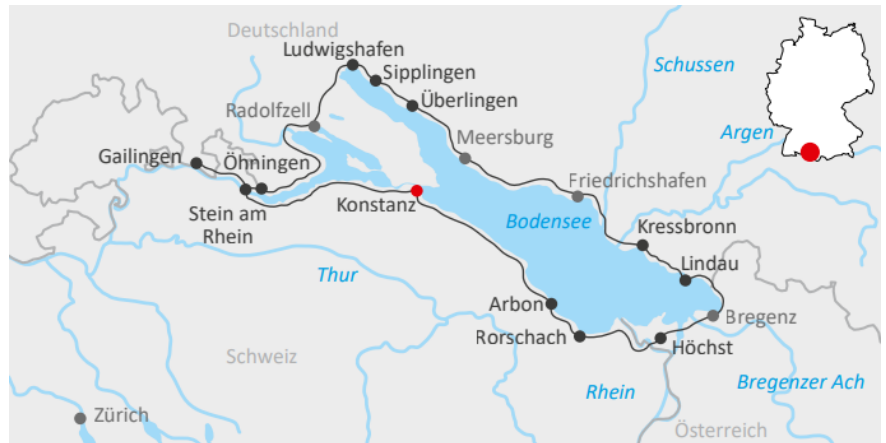 Deutschland
Ludwigshafen
Sipplingen
Schussen
Überlingen
Radolfzell
Argen
Meersburg
Gailingen
Öhningen
Friedrichshafen
Stein am
Rhein
Konstanz
Bodensee
Kressbronn
Lindau
Thur
Arbon
Bregenz
Rorschach
Höchst
Schweiz
Bregenzer Ach
Rhein
Zürich
Österreich